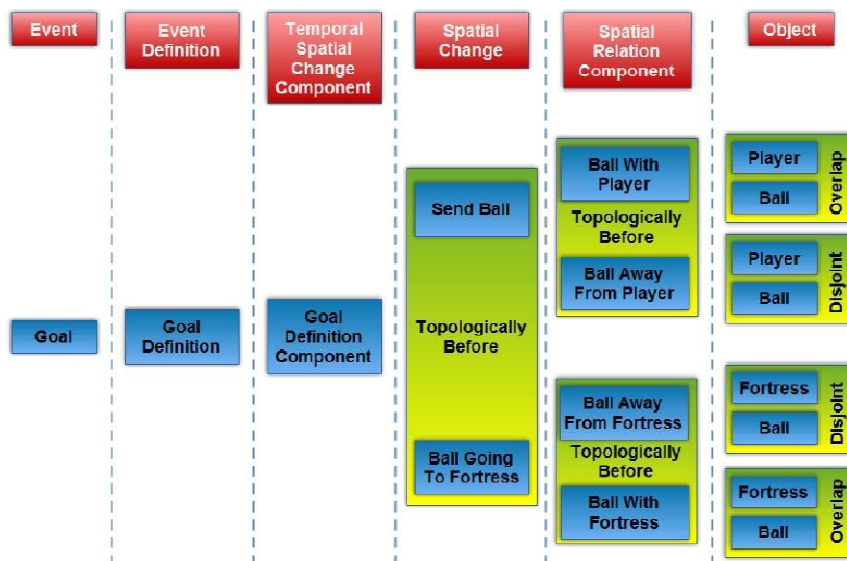 Event
Event
Definition
Temporal
Spatial
Change
Component
Spatial
Change
Spatial
Relation
Component
Object
Goal
Goal
Definition
Goal
Definition
Component
Send Ball
Topologically
Before
Ball Going
To Fortress
Ball With
Player
Topologically
Before
Ball Away
From Player
Ball Away
From Fortress
Topologically
Before
Ball With
Fortress
Player
Ball
Overlap
Player
Ball
Disjoint
Fortress
Ball
Disjoint
Fortress
Ball
Overlap